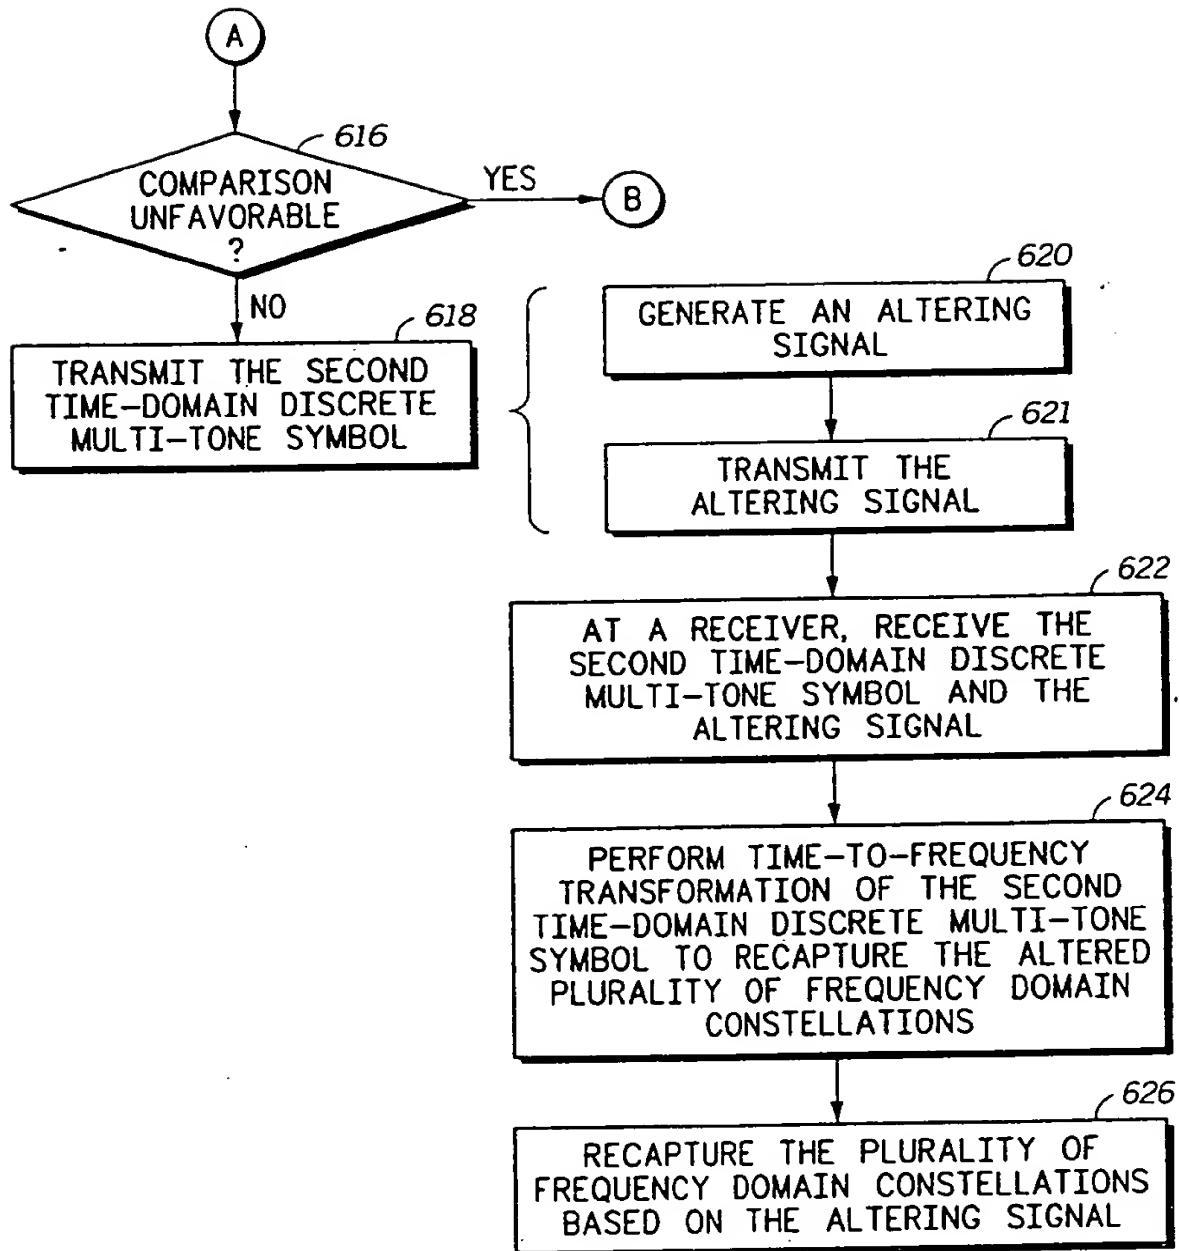 A
616
COMPARISON
UNFAVORABLE
?
YES
B
NO
618
TRANSMIT THE SECOND
TIME-DOMAIN DISCRETE
MULTI-TONE SYMBOL
620
GENERATE AN ALTERING
SIGNAL
621
TRANSMIT THE
ALTERING SIGNAL
622
AT A RECEIVER, RECEIVE THE
SECOND TIME-DOMAIN DISCRETE
MULTI-TONE SYMBOL AND THE
ALTERING SIGNAL
624
PERFORM TIME-TO-FREQUENCY
TRANSFORMATION OF THE SECOND
TIME-DOMAIN DISCRETE MULTI-TONE
SYMBOL TO RECAPTURE THE ALTERED
PLURALITY OF FREQUENCY DOMAIN
CONSTELLATIONS
626
RECAPTURE THE PLURALITY OF
FREQUENCY DOMAIN CONSTELLATIONS
BASED ON THE ALTERING SIGNAL